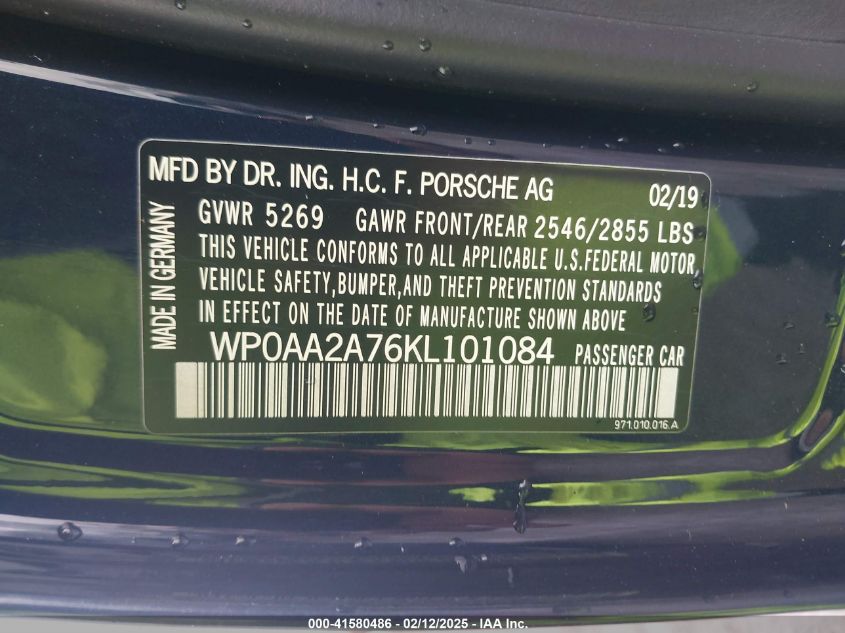 MFD BY DR. ING. H.C. F. PORSCHE AG 02/19
GVWR 5269 GAWR FRONT/REAR 2546/2855 LBS
THIS VEHICLE CONFORMS TO ALL APPLICABLE U.S.FEDERAL MOTOR
VEHICLE SAFETY,BUMPER,AND THEFT PREVENTION STANDARDS
IN EFFECT ON THE DATE OF MANUFACTURE SHOWN ABOVE
MADE IN GERMANY
WP0AA2A76KL101084 PASSENGER CAR
971.010.016.A
000-41580486 - 02/12/2025 - IAA Inc.